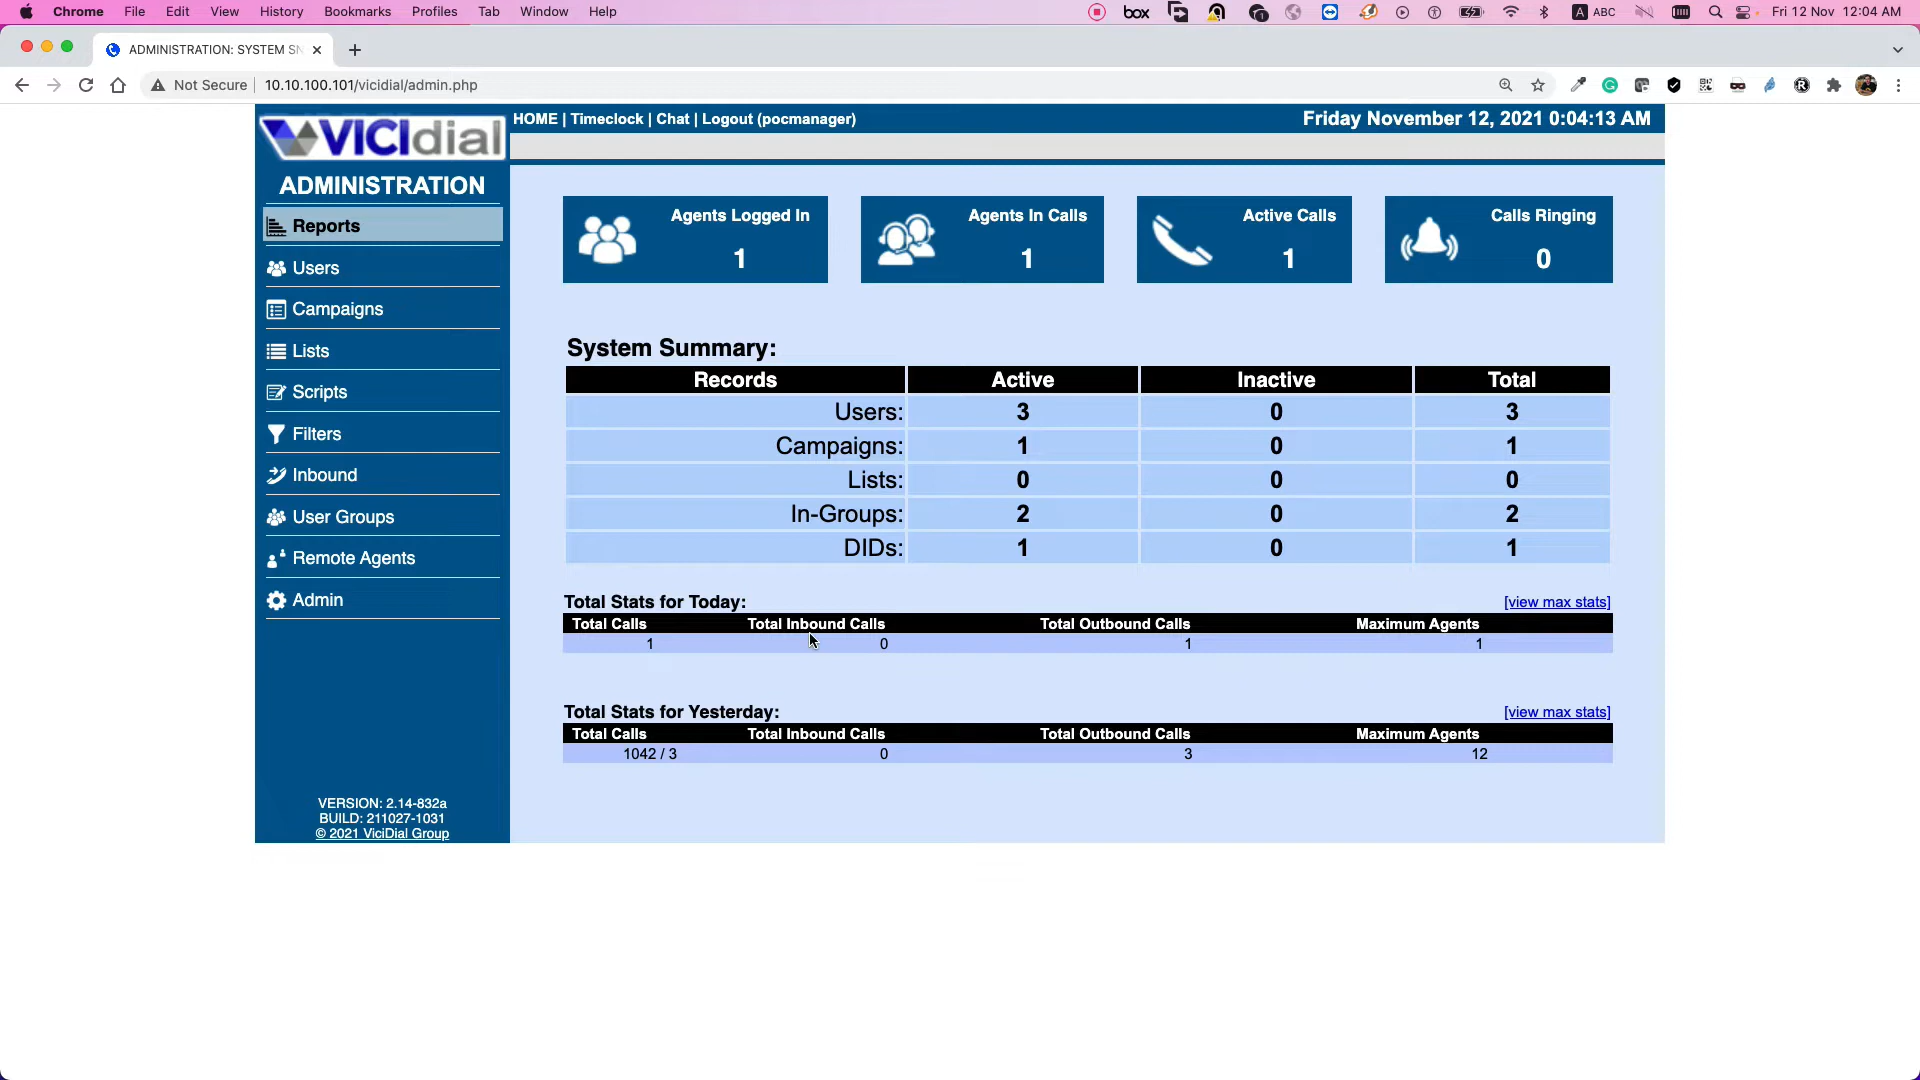 Chrome File Edit View History Bookmarks Profiles Tab Window Help box A ABC Fri 12 Nov 12:04 AM
ADMINISTRATION: SYSTEM SN
Not Secure 10.10.100.101/vicidial/admin.php
VICIdial
HOME | Timeclock | Chat | Logout (pocmanager)
Friday November 12, 2021 0:04:13 AM
ADMINISTRATION
Reports
Users
Campaigns
Lists
Scripts
Filters
Inbound
User Groups
Remote Agents
Admin
VERSION: 2.14-832a
BUILD: 211027-1031
© 2021 ViciDial Group
Agents Logged In
1
Agents In Calls
1
Active Calls
1
Calls Ringing
0
System Summary:
Records Active Inactive Total
Users: 3 0 3
Campaigns: 1 0 1
Lists: 0 0 0
In-Groups: 2 0 2
DIDs: 1 0 1
Total Stats for Today: [view max stats]
Total Calls Total Inbound Calls Total Outbound Calls Maximum Agents
1 0 1 1
Total Stats for Yesterday: [view max stats]
Total Calls Total Inbound Calls Total Outbound Calls Maximum Agents
1042 / 3 0 3 12